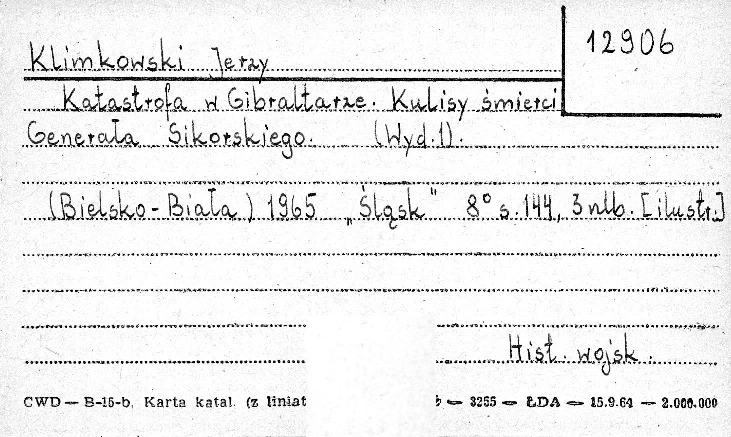 12906
Klimkowski Jerzy
Katastrofa w Gibraltarze. Kulisy śmierci
Generała Sikorskiego. (Wyd.1).
(Bielsko-Biała) 1965 „Śląsk" 8° s.144, 3 nlb. [ilustr.]
Hist. wojsk.
CWD — B-15-b, Karta katal. (z liniat b — 3255 — ŁDA — 15.9.64 — 2.000.000